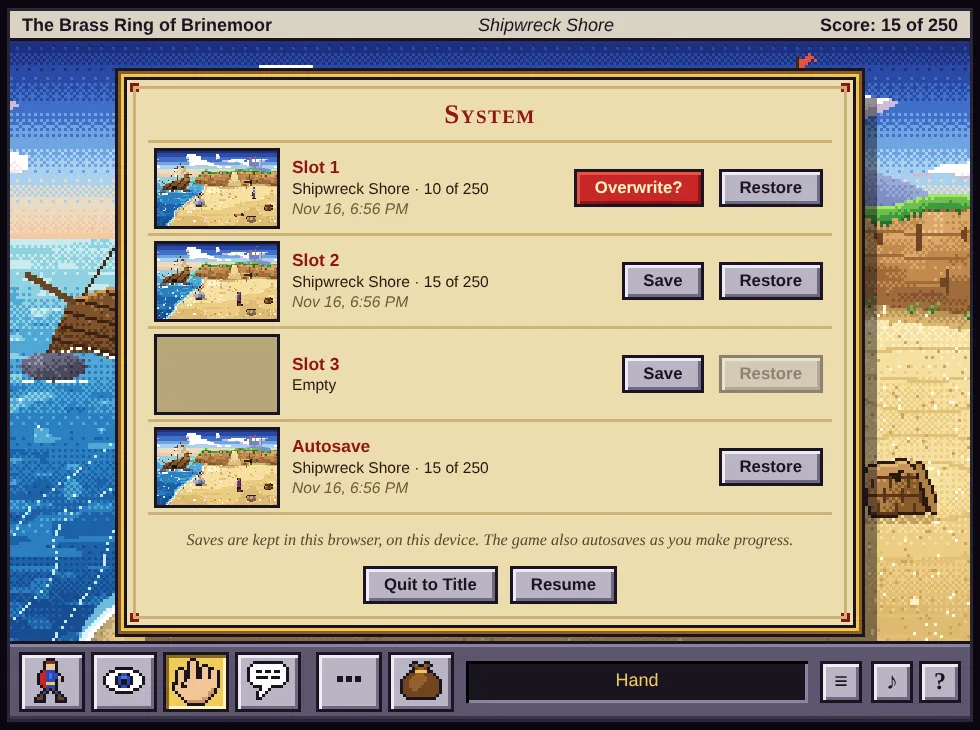 The Brass Ring of Brinemoor
Shipwreck Shore
Score: 15 of 250
System
Slot 1
Shipwreck Shore · 10 of 250
Nov 16, 6:56 PM
Overwrite?
Restore
Slot 2
Shipwreck Shore · 15 of 250
Nov 16, 6:56 PM
Save
Restore
Slot 3
Empty
Save
Restore
Autosave
Shipwreck Shore · 15 of 250
Nov 16, 6:56 PM
Restore
Saves are kept in this browser, on this device. The game also autosaves as you make progress.
Quit to Title
Resume
Hand
?